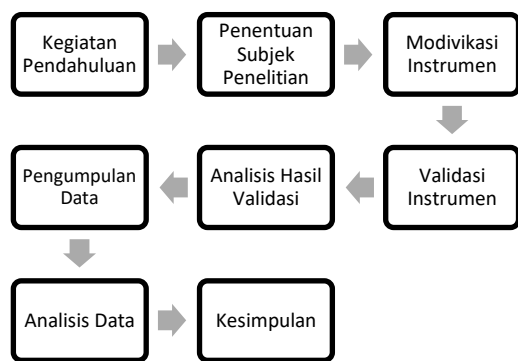 Kegiatan
Pendahuluan
Penentuan
Subjek
Penelitian
Modivikasi
Instrumen
Validasi
Instrumen
Analisis Hasil
Validasi
Pengumpulan
Data
Analisis Data
Kesimpulan